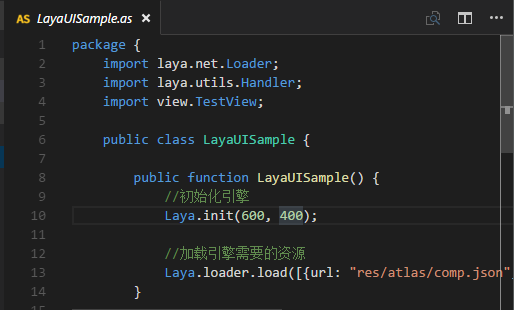 AS LayaUISample.as ×
1 package {
2 import laya.net.Loader;
3 import laya.utils.Handler;
4 import view.TestView;
5
6 public class LayaUISample {
7
8 public function LayaUISample() {
9 //初始化引擎
10 Laya.init(600, 400);
11
12 //加载引擎需要的资源
13 Laya.loader.load([{url: "res/atlas/comp.json",
14 }
15